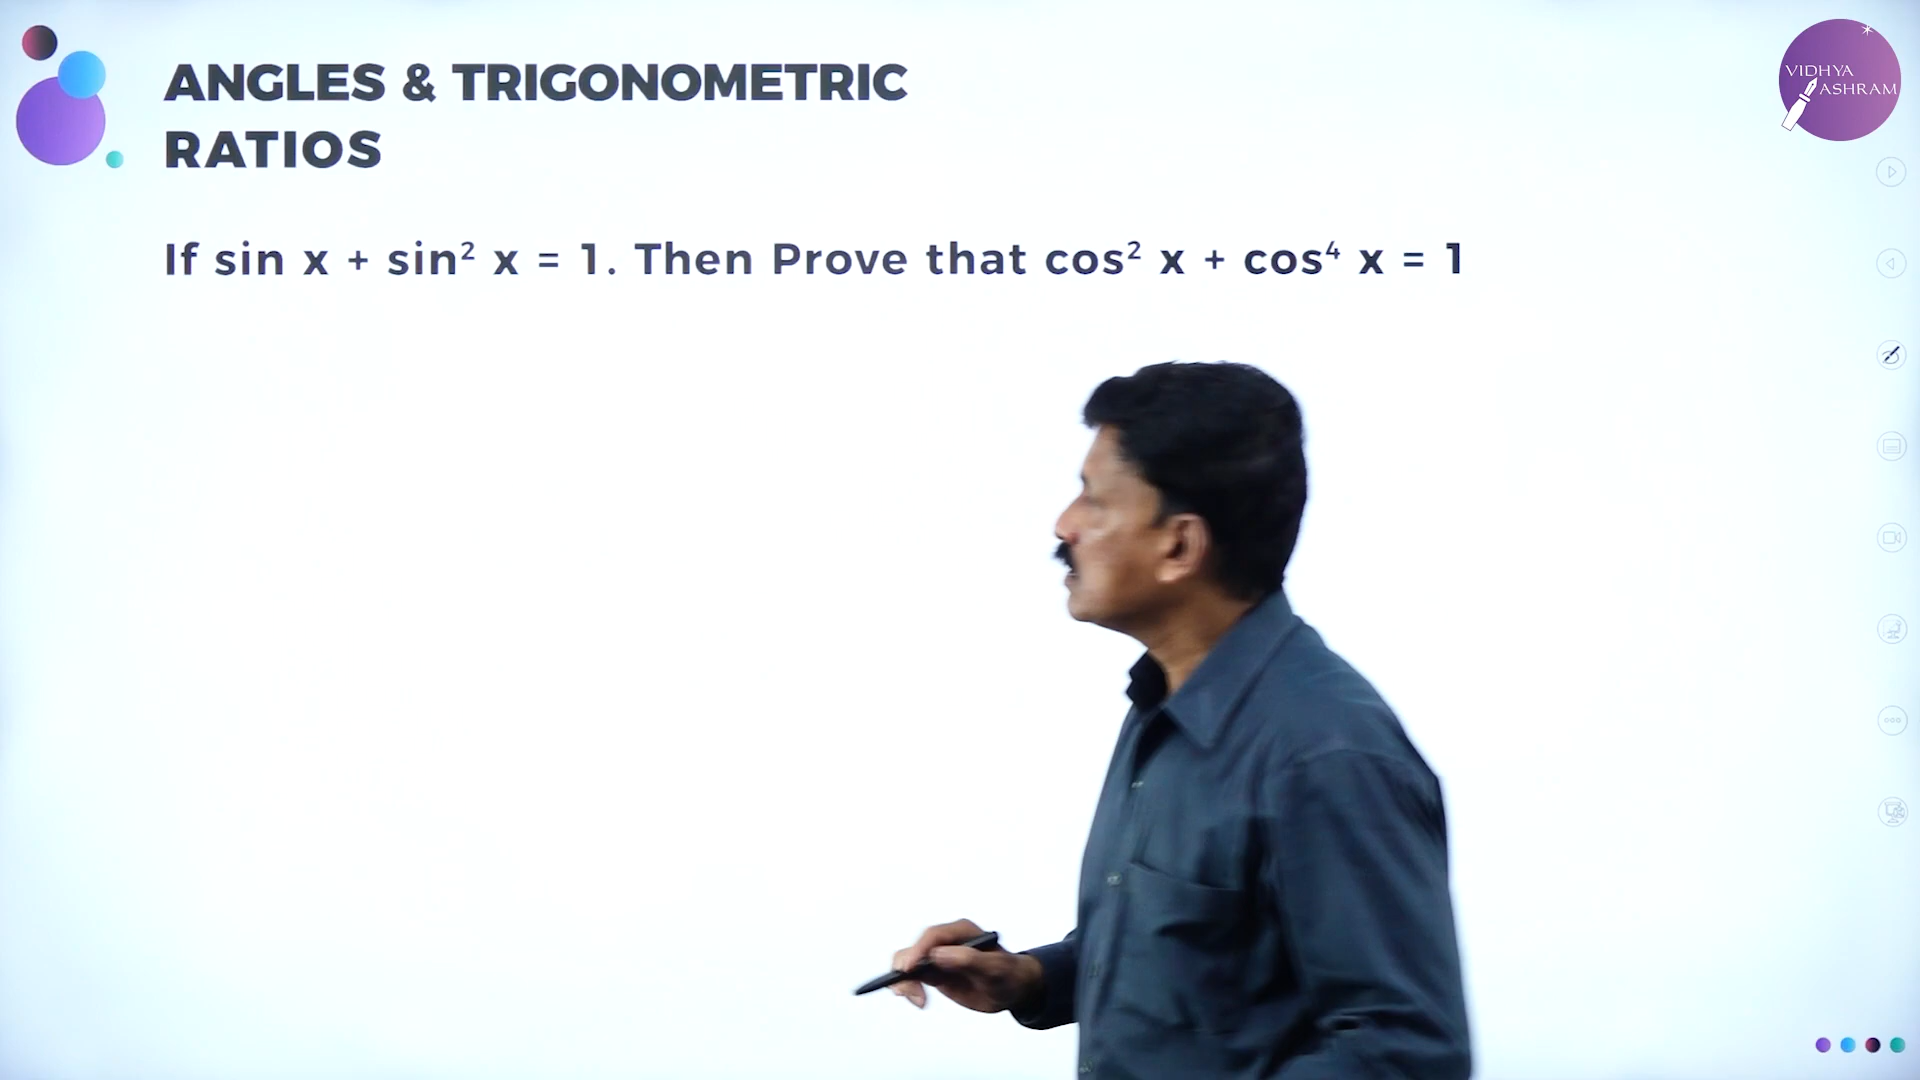 ANGLES & TRIGONOMETRIC
RATIOS
VIDHYA
ASHRAM
If sin x + sin² x = 1. Then Prove that cos² x + cos⁴ x = 1